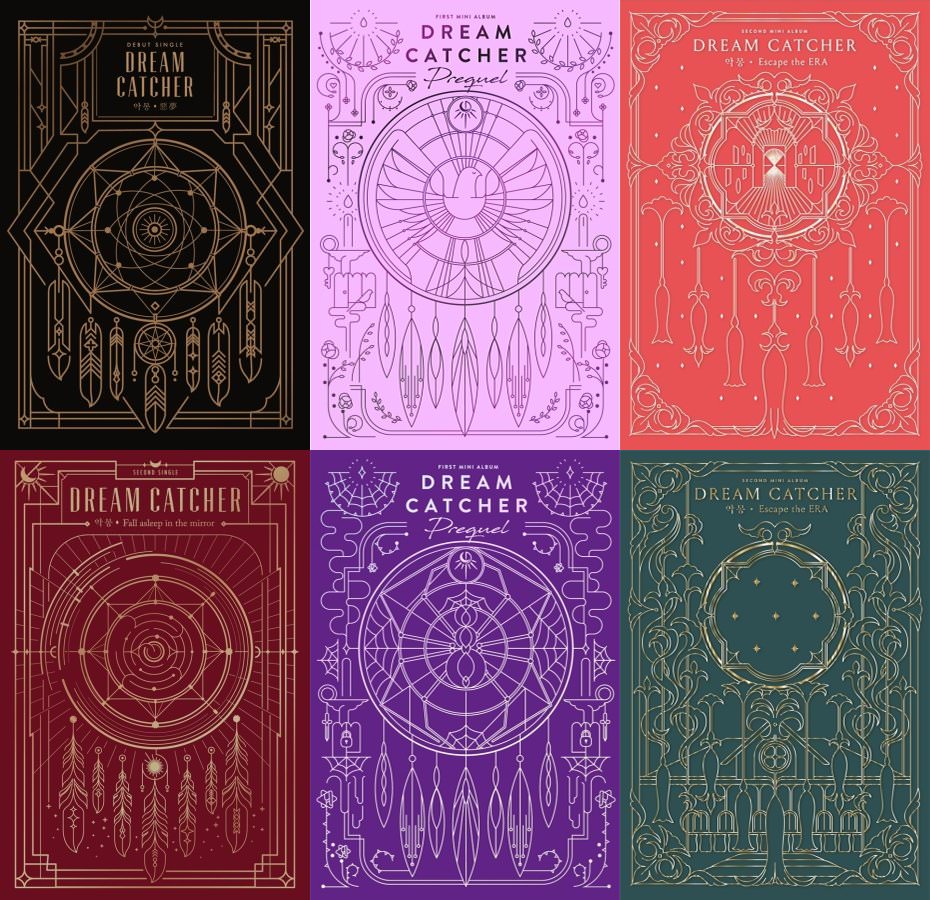 DEBUT SINGLE
DREAM
CATCHER
악몽 • 惡夢
FIRST MINI ALBUM
DREAM
CATCHER
Prequel
SECOND MINI ALBUM
DREAM CATCHER
악몽 • Escape the ERA
SECOND SINGLE
DREAM CATCHER
악몽 • Fall asleep in the mirror
FIRST MINI ALBUM
DREAM
CATCHER
Prequel
SECOND MINI ALBUM
DREAM CATCHER
악몽 • Escape the ERA